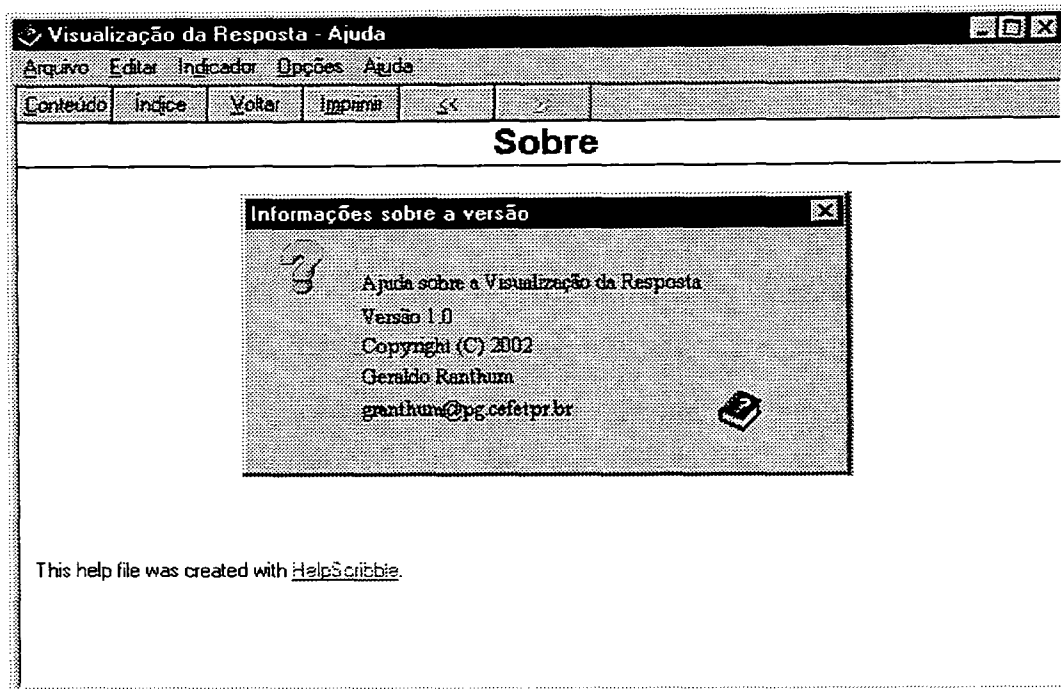 Visualização da Resposta - Ajuda
Arquivo Editar Indicador Opções Ajuda
Conteúdo Índice Voltar Imprimir << >>
Sobre
Informações sobre a versão
Ajuda sobre a Visualização da Resposta
Versão 1.0
Copyright (C) 2002
Geraldo Ranthum
granthum@pg.cefetpr.br
This help file was created with HelpScribble.